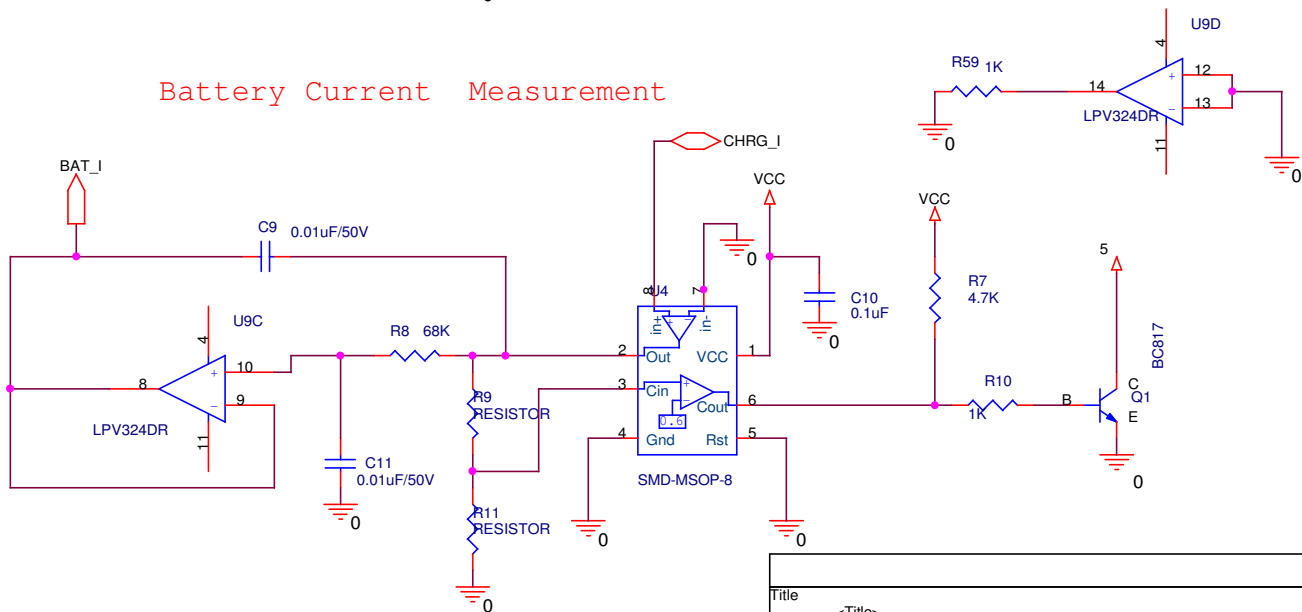 Battery Current Measurement
U9D
4
R59 1K
14
12
+
-
13
LPV324DR
11
0
0
BAT_I
CHRG_I
VCC
VCC
C9 0.01uF/50V
0
5
R7
4.7K
C10
0.1uF
0
BC817
U9C
4
R8 68K
U4
8
7
in+
in-
+
-
2
Out
VCC
1
10
+
8
-
9
3
Cin
+
-
Cout
6
0.6
R9
RESISTOR
R10
1K
B
C
Q1
E
LPV324DR
11
4
Gnd
Rst
5
C11
0.01uF/50V
SMD-MSOP-8
0
0
R11
RESISTOR
0
0
0
Title
<Title>